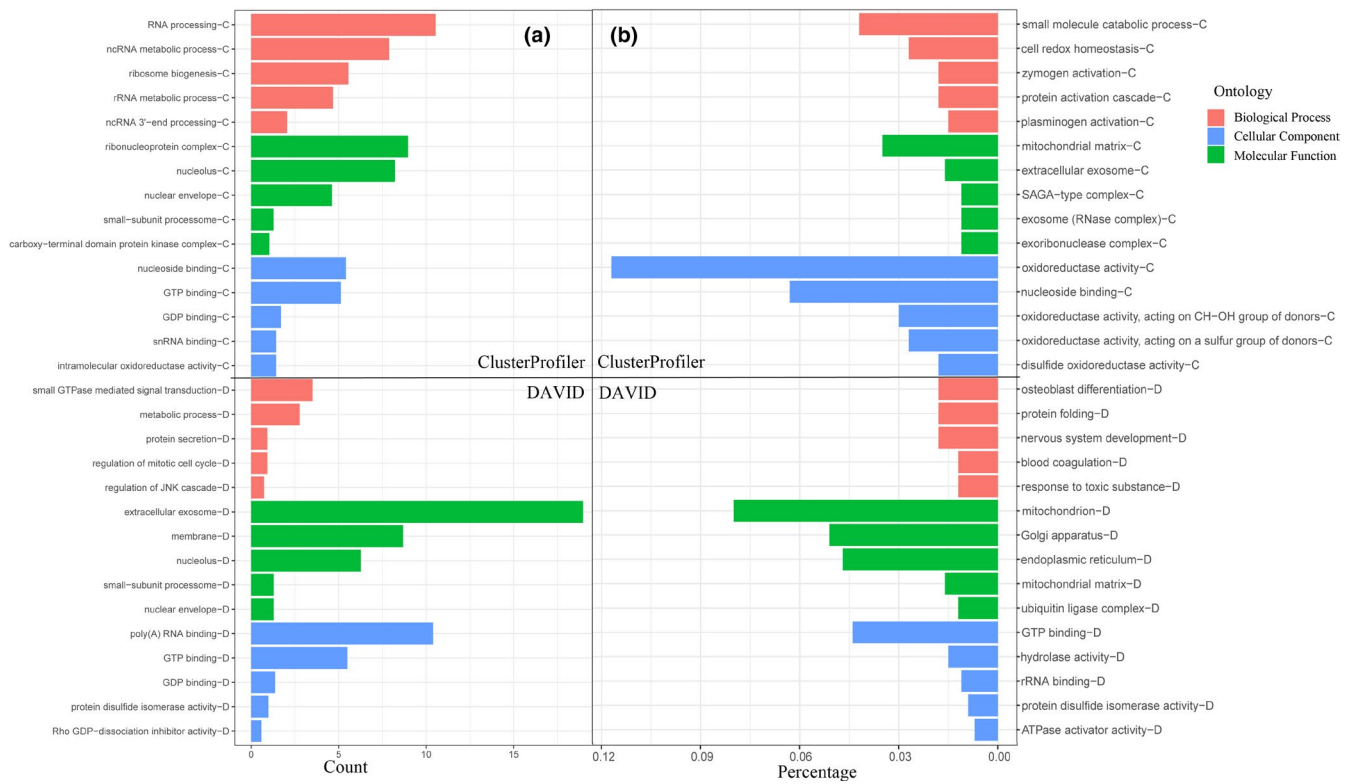 RNA processing−C
ncRNA metabolic process−C
ribosome biogenesis−C
rRNA metabolic process−C
ncRNA 3'−end processing−C
ribonucleoprotein complex−C
nucleolus−C
nuclear envelope−C
small−subunit processome−C
carboxy−terminal domain protein kinase complex−C
nucleoside binding−C
GTP binding−C
GDP binding−C
snRNA binding−C
intramolecular oxidoreductase activity−C
small GTPase mediated signal transduction−D
metabolic process−D
protein secretion−D
regulation of mitotic cell cycle−D
regulation of JNK cascade−D
extracellular exosome−D
membrane−D
nucleolus−D
small−subunit processome−D
nuclear envelope−D
poly(A) RNA binding−D
GTP binding−D
GDP binding−D
protein disulfide isomerase activity−D
Rho GDP−dissociation inhibitor activity−D
(a)
ClusterProfiler
DAVID
0 5 10 15
Count
(b)
ClusterProfiler
DAVID
0.12 0.09 0.06 0.03 0.00
Percentage
small molecule catabolic process−C
cell redox homeostasis−C
zymogen activation−C
protein activation cascade−C
plasminogen activation−C
mitochondrial matrix−C
extracellular exosome−C
SAGA−type complex−C
exosome (RNase complex)−C
exoribonuclease complex−C
oxidoreductase activity−C
nucleoside binding−C
oxidoreductase activity, acting on CH−OH group of donors−C
oxidoreductase activity, acting on a sulfur group of donors−C
disulfide oxidoreductase activity−C
osteoblast differentiation−D
protein folding−D
nervous system development−D
blood coagulation−D
response to toxic substance−D
mitochondrion−D
Golgi apparatus−D
endoplasmic reticulum−D
mitochondrial matrix−D
ubiquitin ligase complex−D
GTP binding−D
hydrolase activity−D
rRNA binding−D
protein disulfide isomerase activity−D
ATPase activator activity−D
Ontology
Biological Process
Cellular Component
Molecular Function